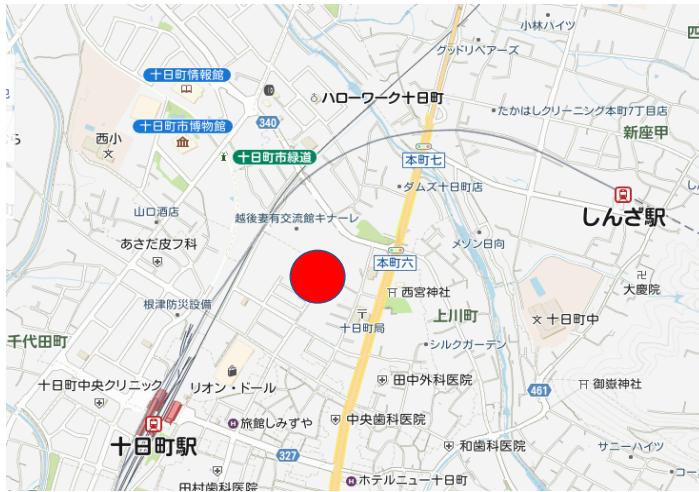 小林ハイツ
四
グッドリペアーズ
十日町情報館
ハローワーク十日町
たかはしクリーニング本町7丁目店
340
十日町市博物館
新座甲
西小
ら
十日町市緑道
本町七
し
ダムズ十日町店
しんざ駅
山口酒店
越後妻有交流館キナーレ
メゾン日向
あさだ皮フ科
本町六
大慶院
西宮神社
根津防災設備
上川町
十日町中
千代田町
十日町局
シルクガーデン
十日町中央クリニック
リオン・ドール
田中外科医院
461
御嶽神社
十日町駅
旅館しみずや
中央歯科医院
和歯科医院
サニーハイツ
327
コー
田村歯科医院
ホテルニュー十日町